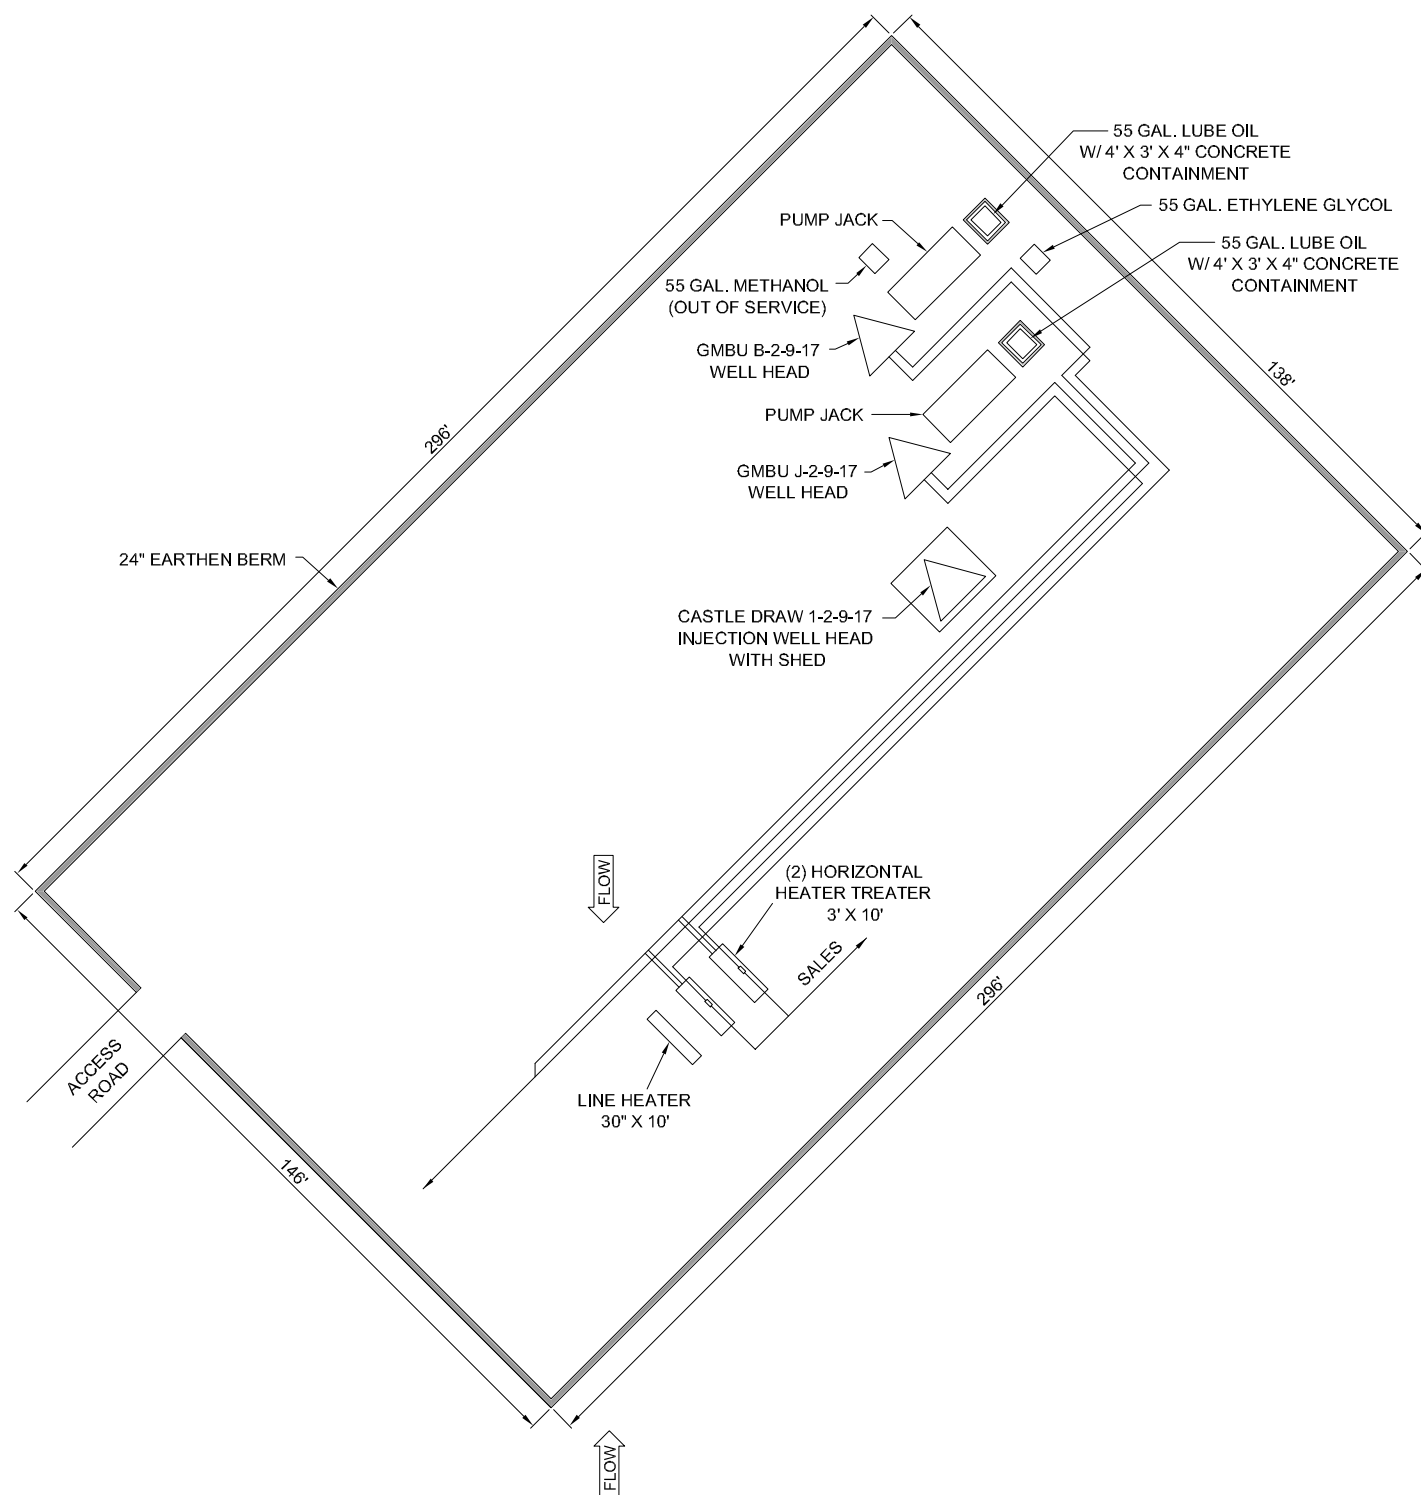 55 GAL. LUBE OIL
W/ 4' X 3' X 4" CONCRETE
CONTAINMENT
55 GAL. ETHYLENE GLYCOL
PUMP JACK
55 GAL. LUBE OIL
W/ 4' X 3' X 4" CONCRETE
CONTAINMENT
55 GAL. METHANOL
(OUT OF SERVICE)
GMBU B-2-9-17
WELL HEAD
138'
PUMP JACK
296'
GMBU J-2-9-17
WELL HEAD
24" EARTHEN BERM
CASTLE DRAW 1-2-9-17
INJECTION WELL HEAD
WITH SHED
FLOW
(2) HORIZONTAL
HEATER TREATER
3' X 10'
SALES
296'
ACCESS
ROAD
LINE HEATER
30" X 10'
146'
FLOW